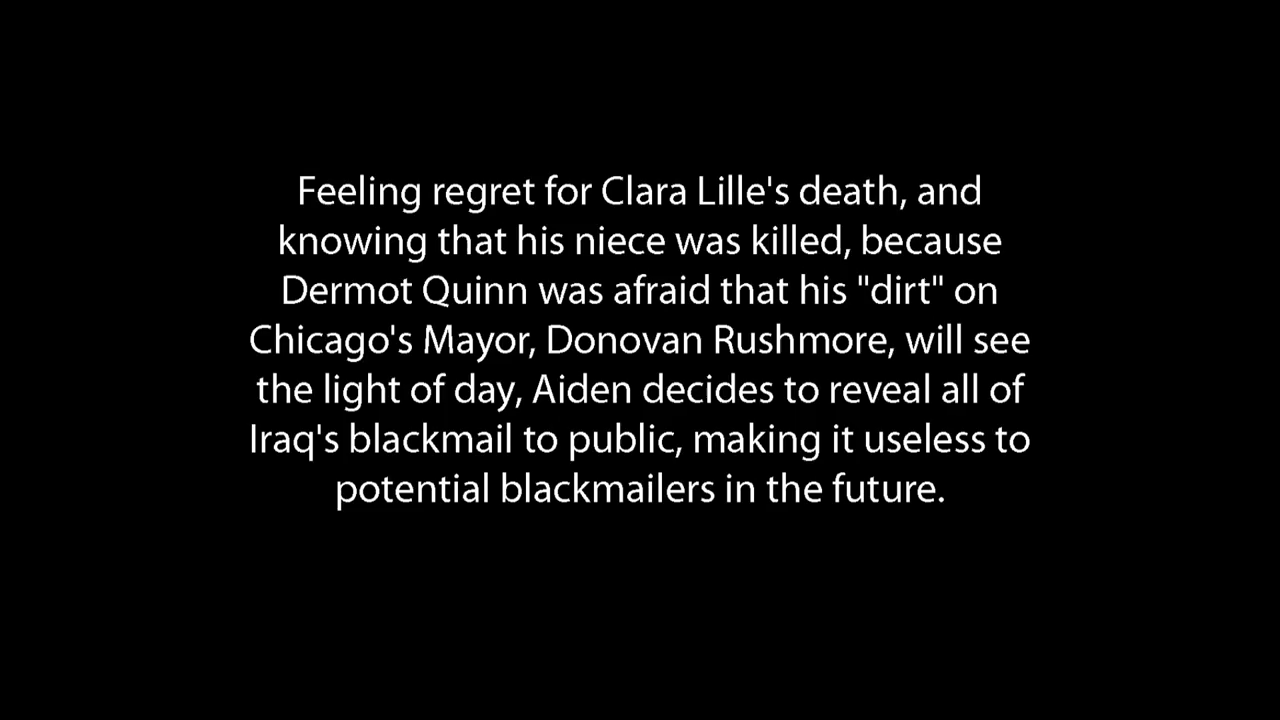 Feeling regret for Clara Lille's death, and
knowing that his niece was killed, because
Dermot Quinn was afraid that his "dirt" on
Chicago's Mayor, Donovan Rushmore, will see
the light of day, Aiden decides to reveal all of
Iraq's blackmail to public, making it useless to
potential blackmailers in the future.